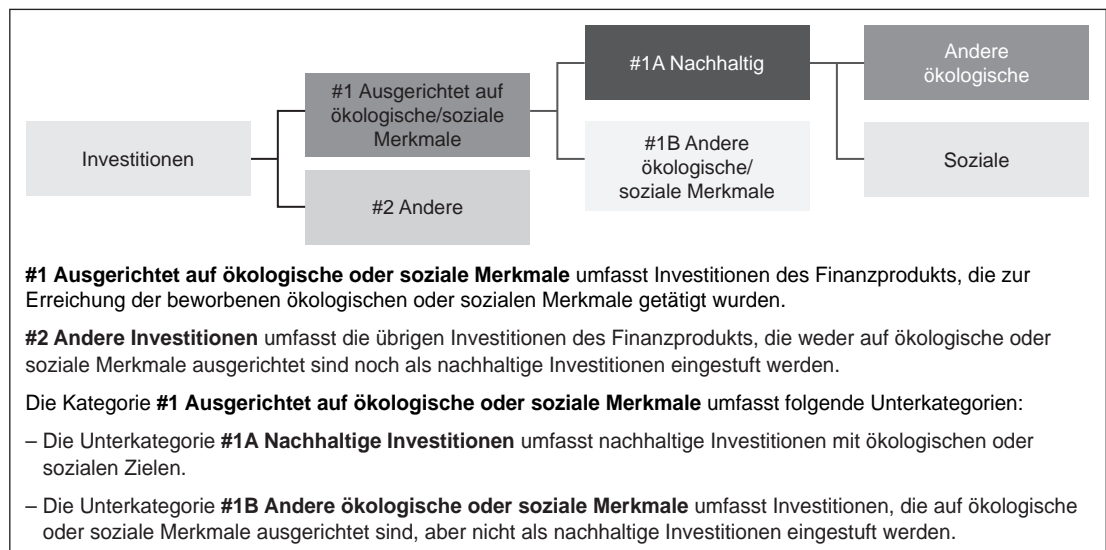 Investitionen
#1 Ausgerichtet auf
ökologische/soziale
Merkmale
#2 Andere
#1A Nachhaltig
#1B Andere
ökologische/
soziale Merkmale
Andere
ökologische
Soziale
#1 Ausgerichtet auf ökologische oder soziale Merkmale umfasst Investitionen des Finanzprodukts, die zur
Erreichung der beworbenen ökologischen oder sozialen Merkmale getätigt wurden.
#2 Andere Investitionen umfasst die übrigen Investitionen des Finanzprodukts, die weder auf ökologische oder
soziale Merkmale ausgerichtet sind noch als nachhaltige Investitionen eingestuft werden.
Die Kategorie #1 Ausgerichtet auf ökologische oder soziale Merkmale umfasst folgende Unterkategorien:
– Die Unterkategorie #1A Nachhaltige Investitionen umfasst nachhaltige Investitionen mit ökologischen oder
sozialen Zielen.
– Die Unterkategorie #1B Andere ökologische oder soziale Merkmale umfasst Investitionen, die auf ökologische
oder soziale Merkmale ausgerichtet sind, aber nicht als nachhaltige Investitionen eingestuft werden.